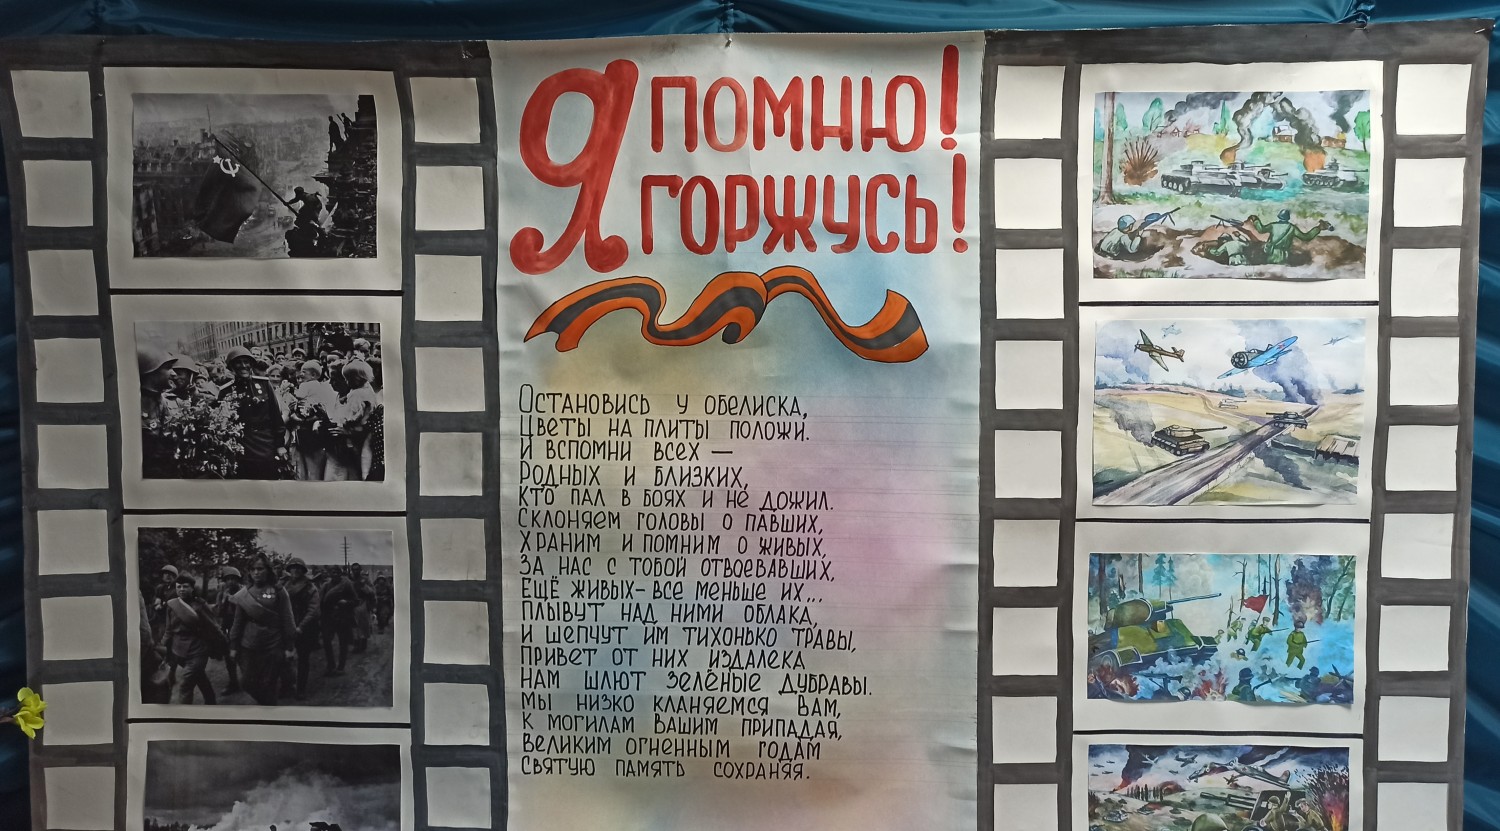 Я ПОМНЮ!
ГОРЖУСЬ!
ОСТАНОВИСЬ У ОБЕЛИСКА,
ЦВЕТЫ НА ПЛИТЫ ПОЛОЖИ.
И ВСПОМНИ ВСЕХ —
РОДНЫХ И БЛИЗКИХ,
КТО ПАЛ В БОЯХ И НЕ ДОЖИЛ.
СКЛОНЯЕМ ГОЛОВЫ О ПАВШИХ,
ХРАНИМ И ПОМНИМ О ЖИВЫХ,
ЗА НАС С ТОБОЙ ОТВОЕВАВШИХ,
ЕЩЁ ЖИВЫХ - ВСЕ МЕНЬШЕ ИХ...
ПЛЫВУТ НАД НИМИ ОБЛАКА,
И ШЕПЧУТ ИМ ТИХОНЬКО ТРАВЫ,
ПРИВЕТ ОТ НИХ ИЗДАЛЕКА
НАМ ШЛЮТ ЗЕЛЁНЫЕ ДУБРАВЫ.
МЫ НИЗКО КЛАНЯЕМСЯ ВАМ,
К МОГИЛАМ ВАШИМ ПРИПАДАЯ,
ВЕЛИКИМ ОГНЕННЫМ ГОДАМ
СВЯТУЮ ПАМЯТЬ СОХРАНЯЯ.